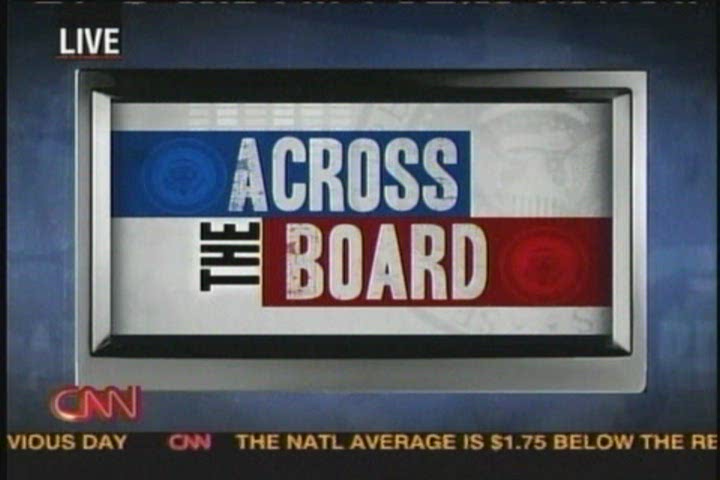 LIVE
ACROSS
THE
BOARD
CNN
VIOUS DAY CNN THE NATL AVERAGE IS $1.75 BELOW THE RE